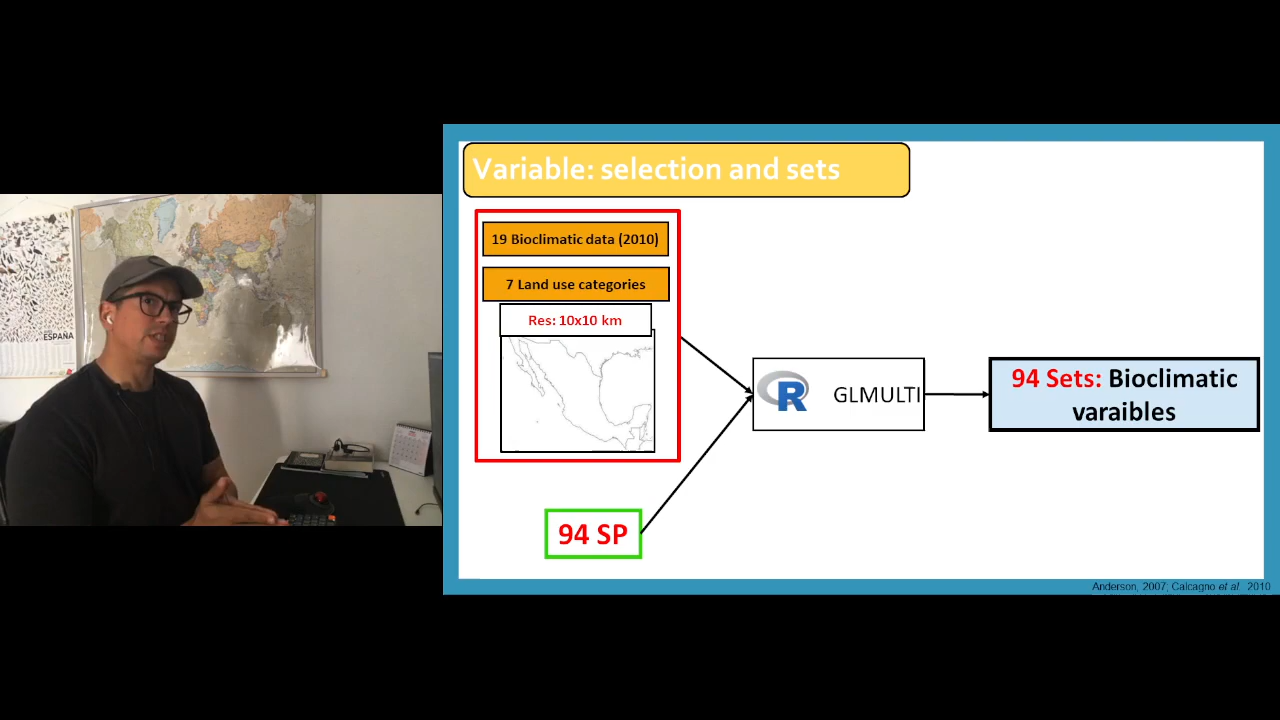 Variable: selection and sets
19 Bioclimatic data (2010)
7 Land use categories
Res: 10x10 km
R
GLMULTI
94 Sets: Bioclimatic
varaibles
94 SP
Anderson, 2007; Calcagno et al. 2010
ESPAÑA